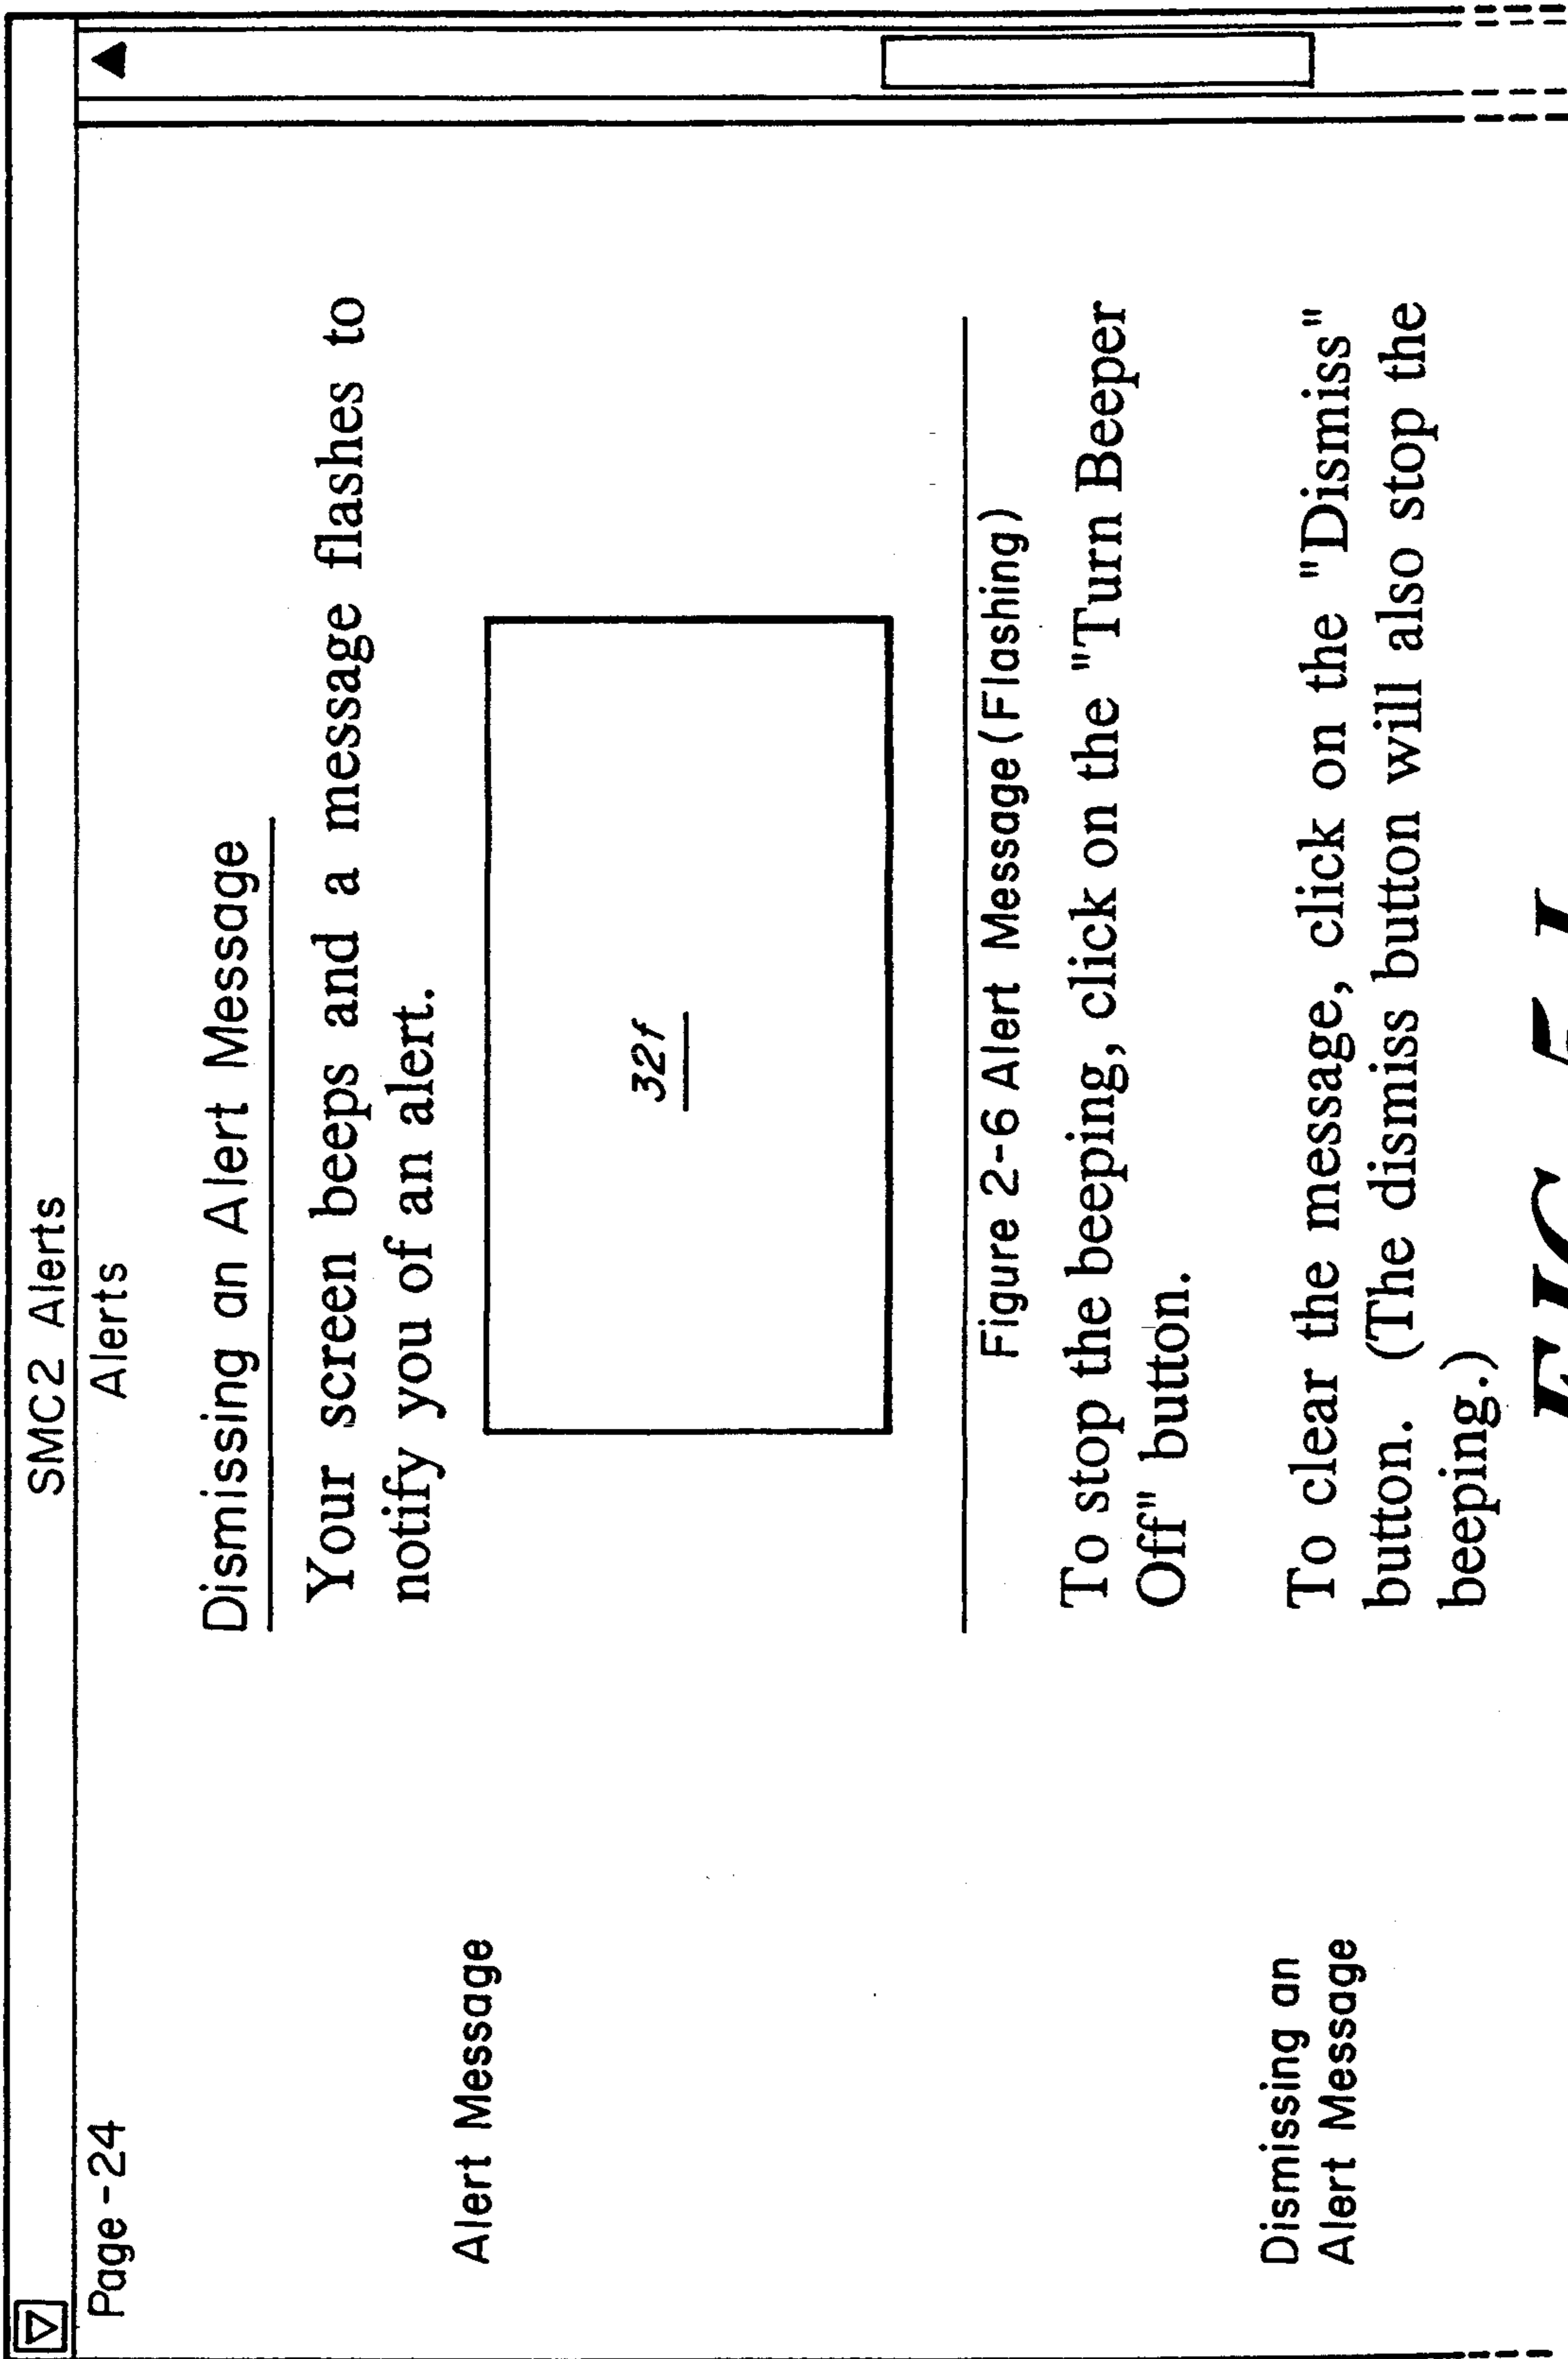 SMC2 Alerts
Page-24
Alerts
Dismissing an Alert Message
Alert Message
Your screen beeps and a message flashes to
notify you of an alert.
32f
Figure 2-6 Alert Message (Flashing)
Dismissing an
Alert Message
To stop the beeping, click on the "Turn Beeper
Off" button.
To clear the message, click on the "Dismiss"
button. (The dismiss button will also stop the
beeping.)